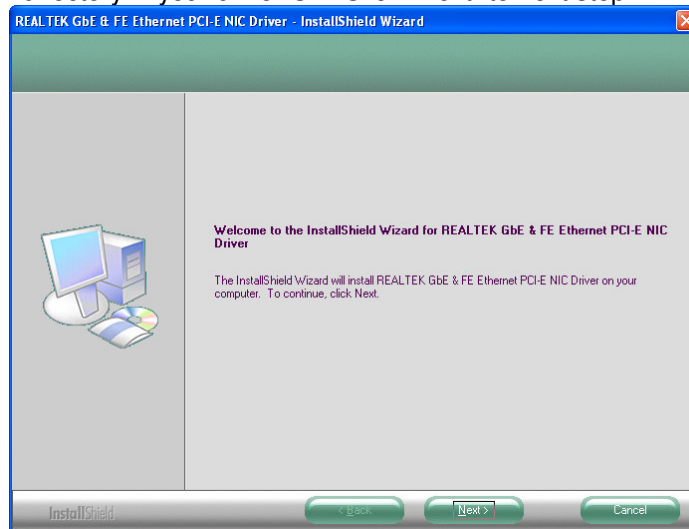 REALTEK GbE & FE Ethernet PCI-E NIC Driver - InstallShield Wizard
Welcome to the InstallShield Wizard for REALTEK GbE & FE Ethernet PCI-E NIC
Driver
The InstallShield Wizard will install REALTEK GbE & FE Ethernet PCI-E NIC Driver on your
computer. To continue, click Next.
InstallShield
< Back
Next >
Cancel